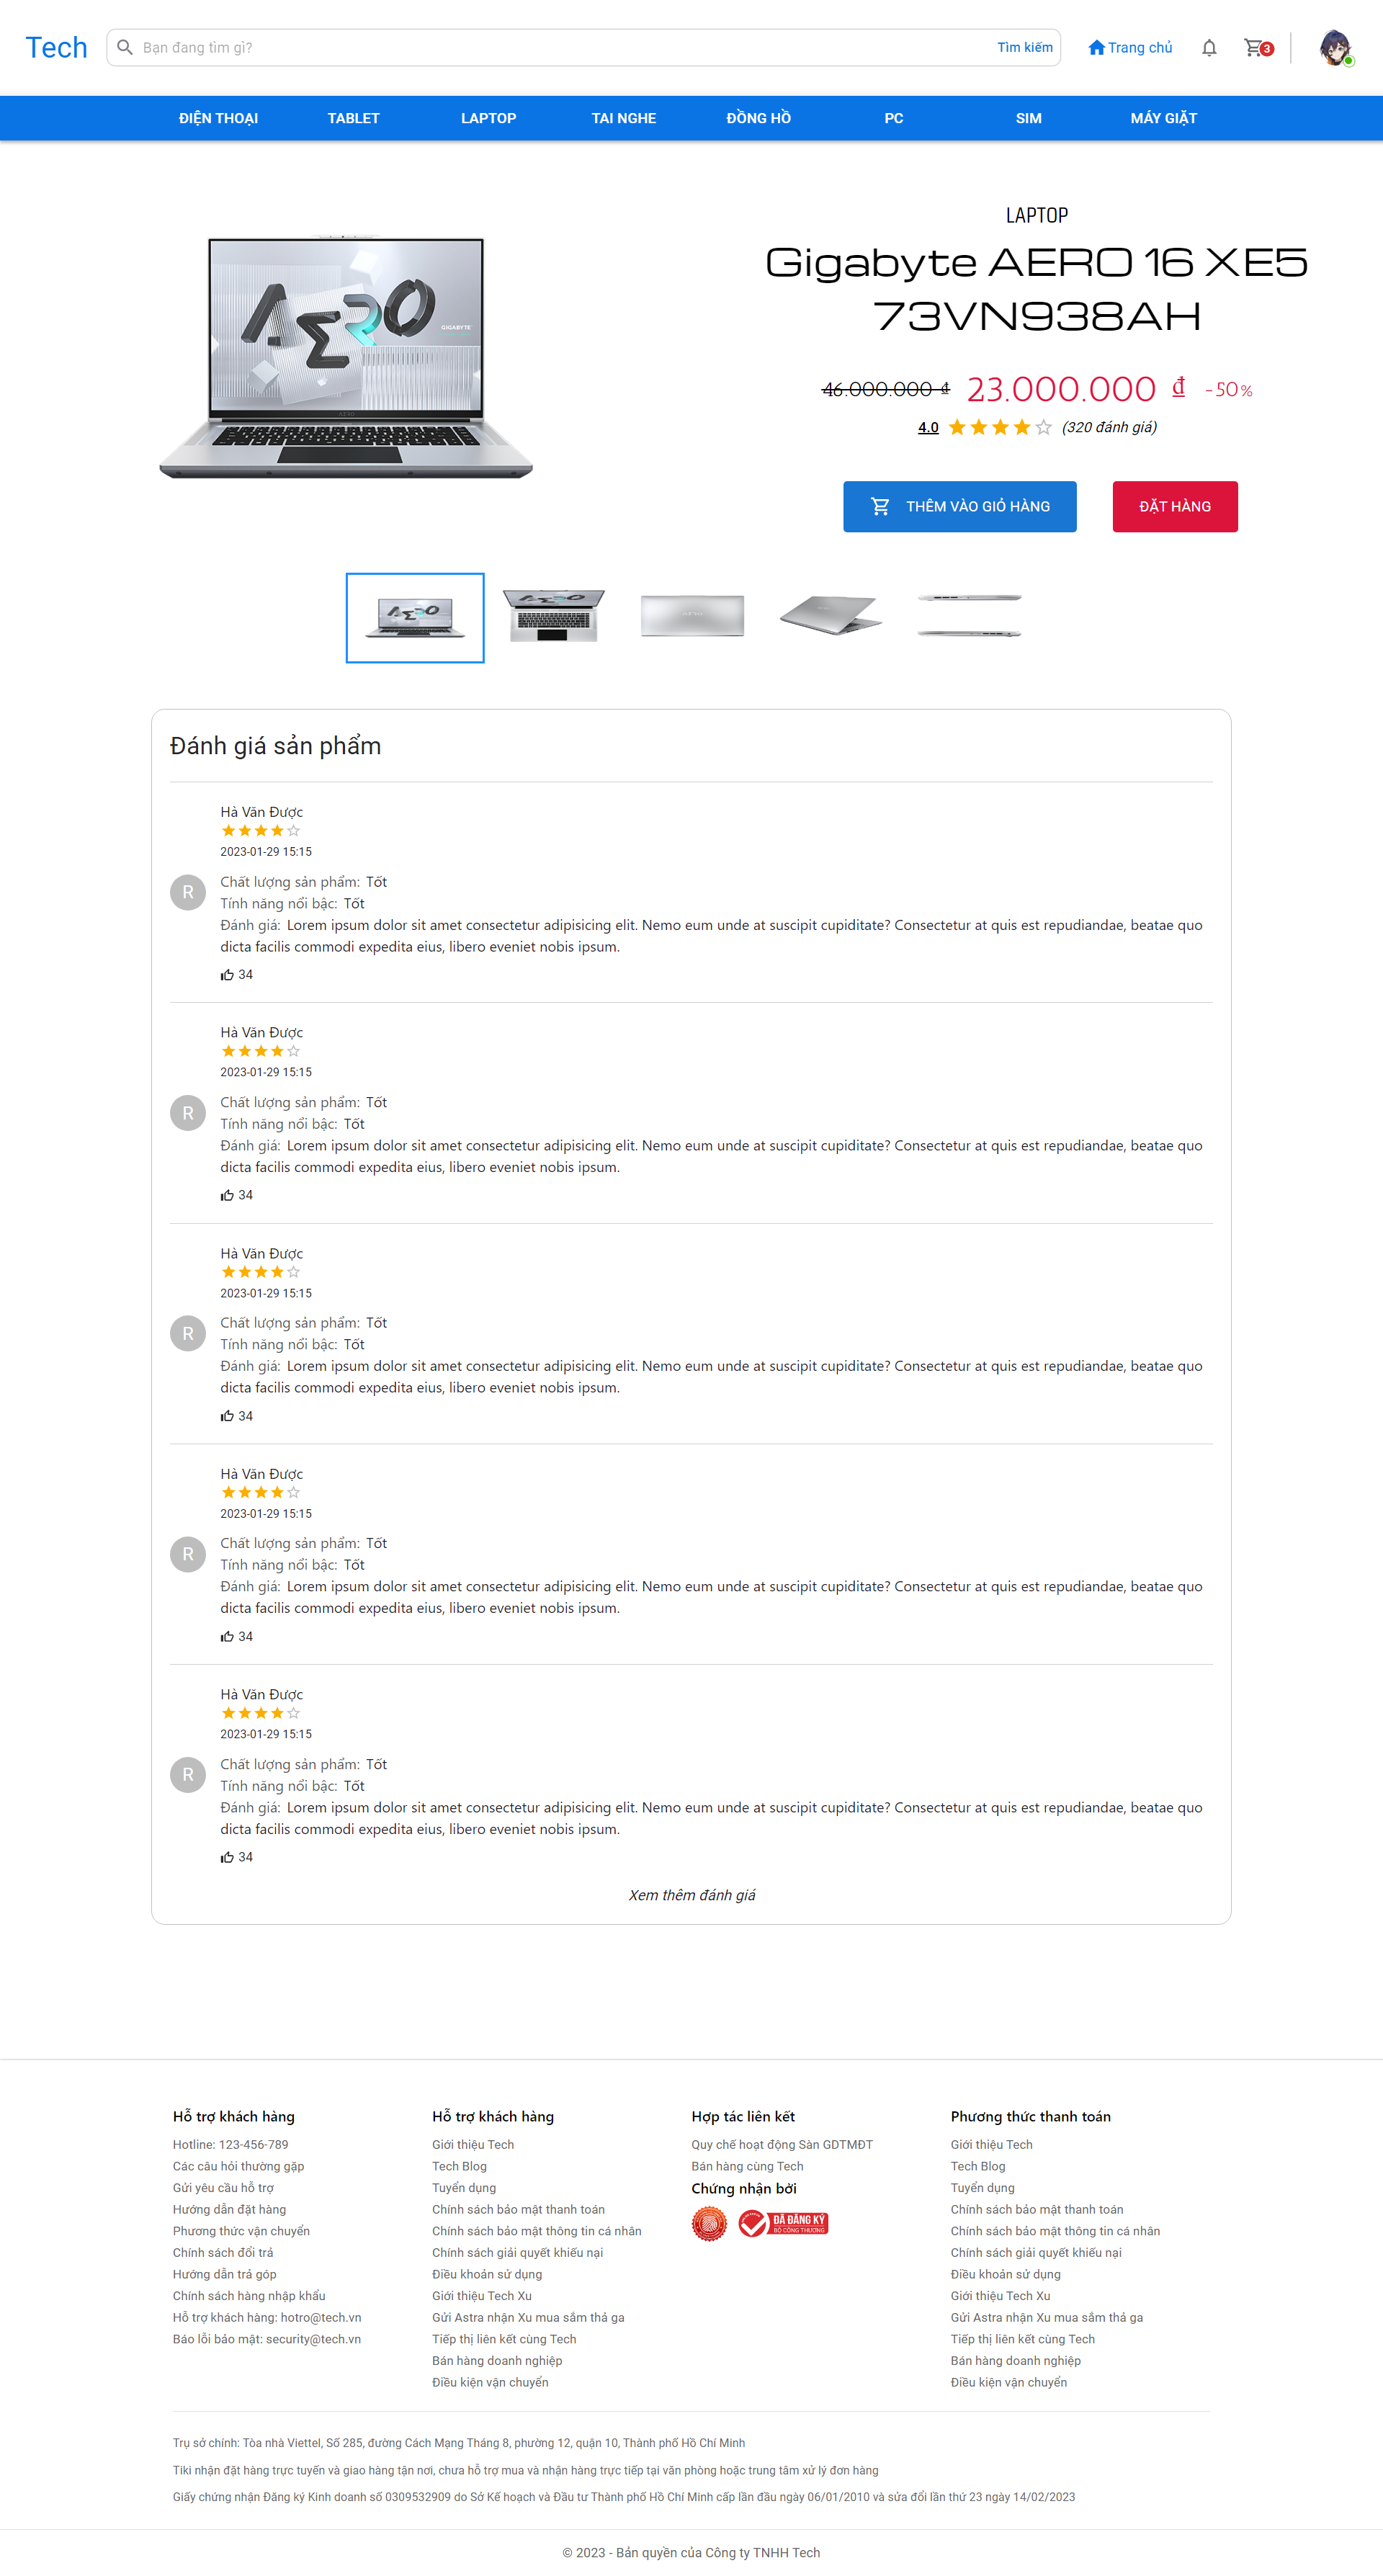 Tech
Bạn đang tìm gì?
Tìm kiếm
Trang chủ
3
ĐIỆN THOẠI
TABLET
LAPTOP
TAI NGHE
ĐỒNG HỒ
PC
SIM
MÁY GIẶT
LAPTOP
Gigabyte AERO 16 XE5
73VN938AH
AERO
GIGABYTE
46.000.000 ₫ 23.000.000 ₫ -50%
4.0 (320 đánh giá)
THÊM VÀO GIỎ HÀNG
ĐẶT HÀNG
AERO
AERO
Đánh giá sản phẩm
Hà Văn Được
2023-01-29 15:15
R
Chất lượng sản phẩm: Tốt
Tính năng nổi bậc: Tốt
Đánh giá: Lorem ipsum dolor sit amet consectetur adipisicing elit. Nemo eum unde at suscipit cupiditate? Consectetur at quis est repudiandae, beatae quo
dicta facilis commodi expedita eius, libero eveniet nobis ipsum.
34
Hà Văn Được
2023-01-29 15:15
R
Chất lượng sản phẩm: Tốt
Tính năng nổi bậc: Tốt
Đánh giá: Lorem ipsum dolor sit amet consectetur adipisicing elit. Nemo eum unde at suscipit cupiditate? Consectetur at quis est repudiandae, beatae quo
dicta facilis commodi expedita eius, libero eveniet nobis ipsum.
34
Hà Văn Được
2023-01-29 15:15
R
Chất lượng sản phẩm: Tốt
Tính năng nổi bậc: Tốt
Đánh giá: Lorem ipsum dolor sit amet consectetur adipisicing elit. Nemo eum unde at suscipit cupiditate? Consectetur at quis est repudiandae, beatae quo
dicta facilis commodi expedita eius, libero eveniet nobis ipsum.
34
Hà Văn Được
2023-01-29 15:15
R
Chất lượng sản phẩm: Tốt
Tính năng nổi bậc: Tốt
Đánh giá: Lorem ipsum dolor sit amet consectetur adipisicing elit. Nemo eum unde at suscipit cupiditate? Consectetur at quis est repudiandae, beatae quo
dicta facilis commodi expedita eius, libero eveniet nobis ipsum.
34
Hà Văn Được
2023-01-29 15:15
R
Chất lượng sản phẩm: Tốt
Tính năng nổi bậc: Tốt
Đánh giá: Lorem ipsum dolor sit amet consectetur adipisicing elit. Nemo eum unde at suscipit cupiditate? Consectetur at quis est repudiandae, beatae quo
dicta facilis commodi expedita eius, libero eveniet nobis ipsum.
34
Xem thêm đánh giá
Hỗ trợ khách hàng
Hotline: 123-456-789
Các câu hỏi thường gặp
Gửi yêu cầu hỗ trợ
Hướng dẫn đặt hàng
Phương thức vận chuyển
Chính sách đổi trả
Hướng dẫn trả góp
Chính sách hàng nhập khẩu
Hỗ trợ khách hàng: hotro@tech.vn
Báo lỗi bảo mật: security@tech.vn
Hỗ trợ khách hàng
Giới thiệu Tech
Tech Blog
Tuyển dụng
Chính sách bảo mật thanh toán
Chính sách bảo mật thông tin cá nhân
Chính sách giải quyết khiếu nại
Điều khoản sử dụng
Giới thiệu Tech Xu
Gửi Astra nhận Xu mua sắm thả ga
Tiếp thị liên kết cùng Tech
Bán hàng doanh nghiệp
Điều kiện vận chuyển
Hợp tác liên kết
Quy chế hoạt động Sàn GDTMĐT
Bán hàng cùng Tech
Chứng nhận bởi
ĐÃ ĐĂNG KÝ
BỘ CÔNG THƯƠNG
Phương thức thanh toán
Giới thiệu Tech
Tech Blog
Tuyển dụng
Chính sách bảo mật thanh toán
Chính sách bảo mật thông tin cá nhân
Chính sách giải quyết khiếu nại
Điều khoản sử dụng
Giới thiệu Tech Xu
Gửi Astra nhận Xu mua sắm thả ga
Tiếp thị liên kết cùng Tech
Bán hàng doanh nghiệp
Điều kiện vận chuyển
Trụ sở chính: Tòa nhà Viettel, Số 285, đường Cách Mạng Tháng 8, phường 12, quận 10, Thành phố Hồ Chí Minh
Tiki nhận đặt hàng trực tuyến và giao hàng tận nơi, chưa hỗ trợ mua và nhận hàng trực tiếp tại văn phòng hoặc trung tâm xử lý đơn hàng
Giấy chứng nhận Đăng ký Kinh doanh số 0309532909 do Sở Kế hoạch và Đầu tư Thành phố Hồ Chí Minh cấp lần đầu ngày 06/01/2010 và sửa đổi lần thứ 23 ngày 14/02/2023
© 2023 - Bản quyền của Công ty TNHH Tech